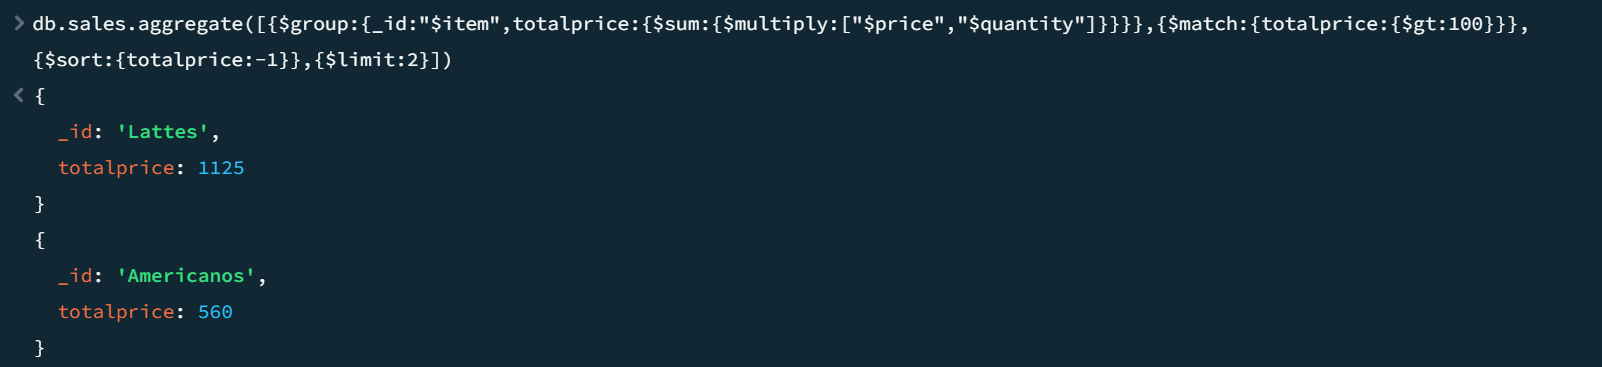 > db.sales.aggregate([{$group:{_id:"$item",totalprice:{$sum:{$multiply:["$price","$quantity"]}}}},{$match:{totalprice:{$gt:100}}},
{$sort:{totalprice:-1}},{$limit:2}])
< {
_id: 'Lattes',
totalprice: 1125
}
{
_id: 'Americanos',
totalprice: 560
}